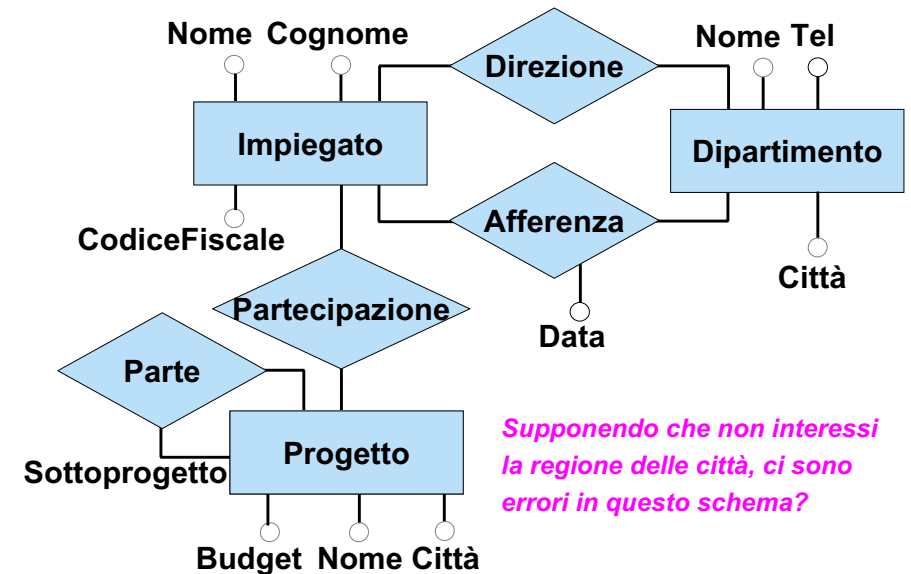 Nome Cognome
Direzione
Nome Tel
Impiegato
Dipartimento
CodiceFiscale
Afferenza
Città
Partecipazione
Data
Parte
Sottoprogetto
Progetto
Supponendo che non interessi
la regione delle città, ci sono
errori in questo schema?
Budget Nome Città